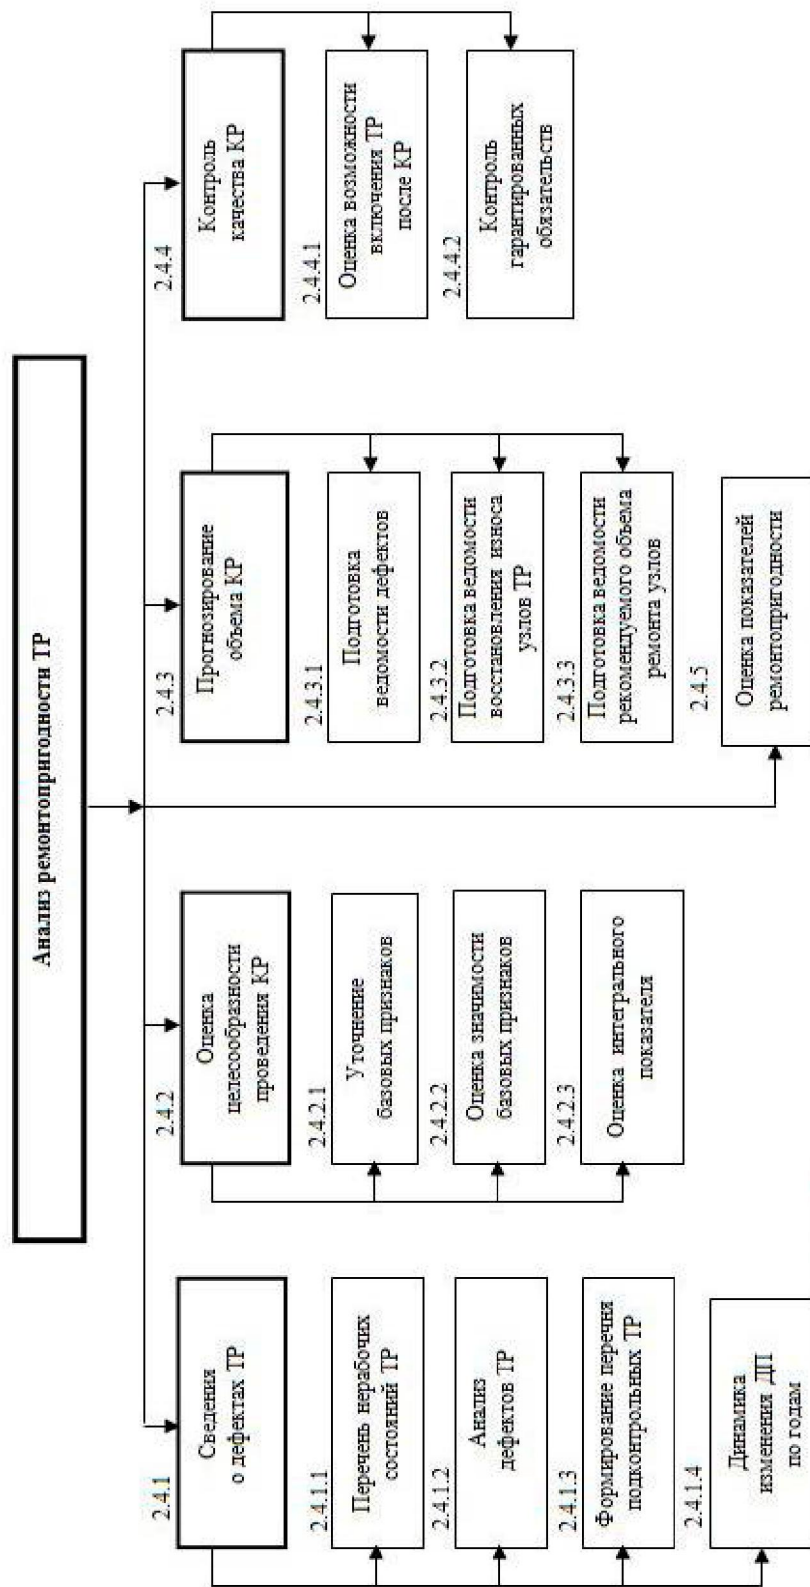 Анализ ремонтопригодности ТР
2.4.1
Сведения
о дефектах ТР
2.4.1.1
Перечень нерабочих
состояний ТР
2.4.1.2
Анализ
дефектов ТР
2.4.1.3
Формирование перечня
подконтрольных ТР
2.4.1.4
Динамика
изменения ДП
по годам
2.4.2
Оценка
целесообразности
проведения КР
2.4.2.1
Уточнение
базовых признаков
2.4.2.2
Оценка значимости
базовых признаков
2.4.2.3
Оценка интегрального
показателя
2.4.3
Прогнозирование
объема КР
2.4.3.1
Подготовка
ведомости дефектов
2.4.3.2
Подготовка ведомости
восстановления износа
узлов ТР
2.4.3.3
Подготовка ведомости
рекомендуемого объема
ремонта узлов
2.4.5
Оценка показателей
ремонтопригодности
2.4.4
Контроль
качества КР
2.4.4.1
Оценка возможности
включения ТР
после КР
2.4.4.2
Контроль
гарантированных
обязательств